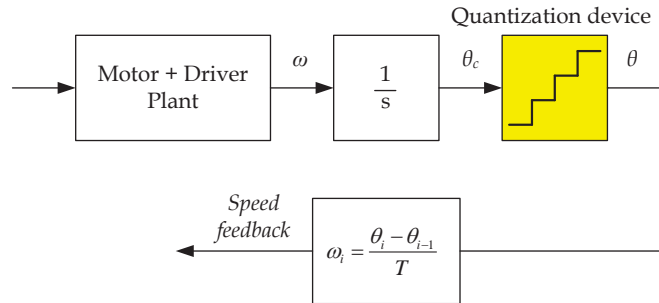 Quantization device
Motor + Driver
Plant
ω
1
s
θc
θ
Speed
feedback
ωi = θi − θi−1
T